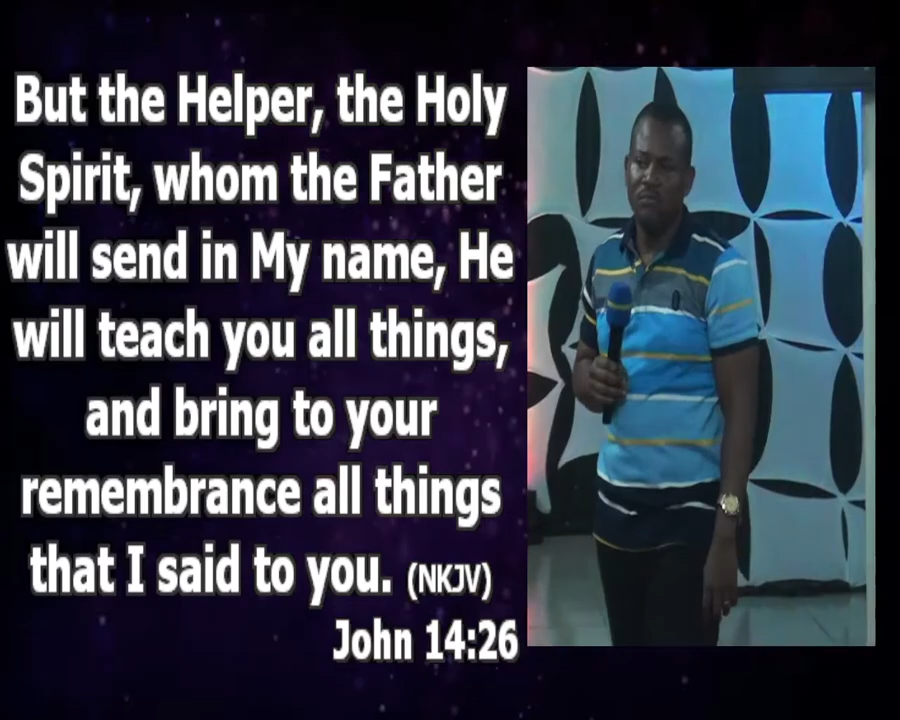 But the Helper, the Holy
Spirit, whom the Father
will send in My name, He
will teach you all things,
and bring to your
remembrance all things
that I said to you. (NKJV)
John 14:26